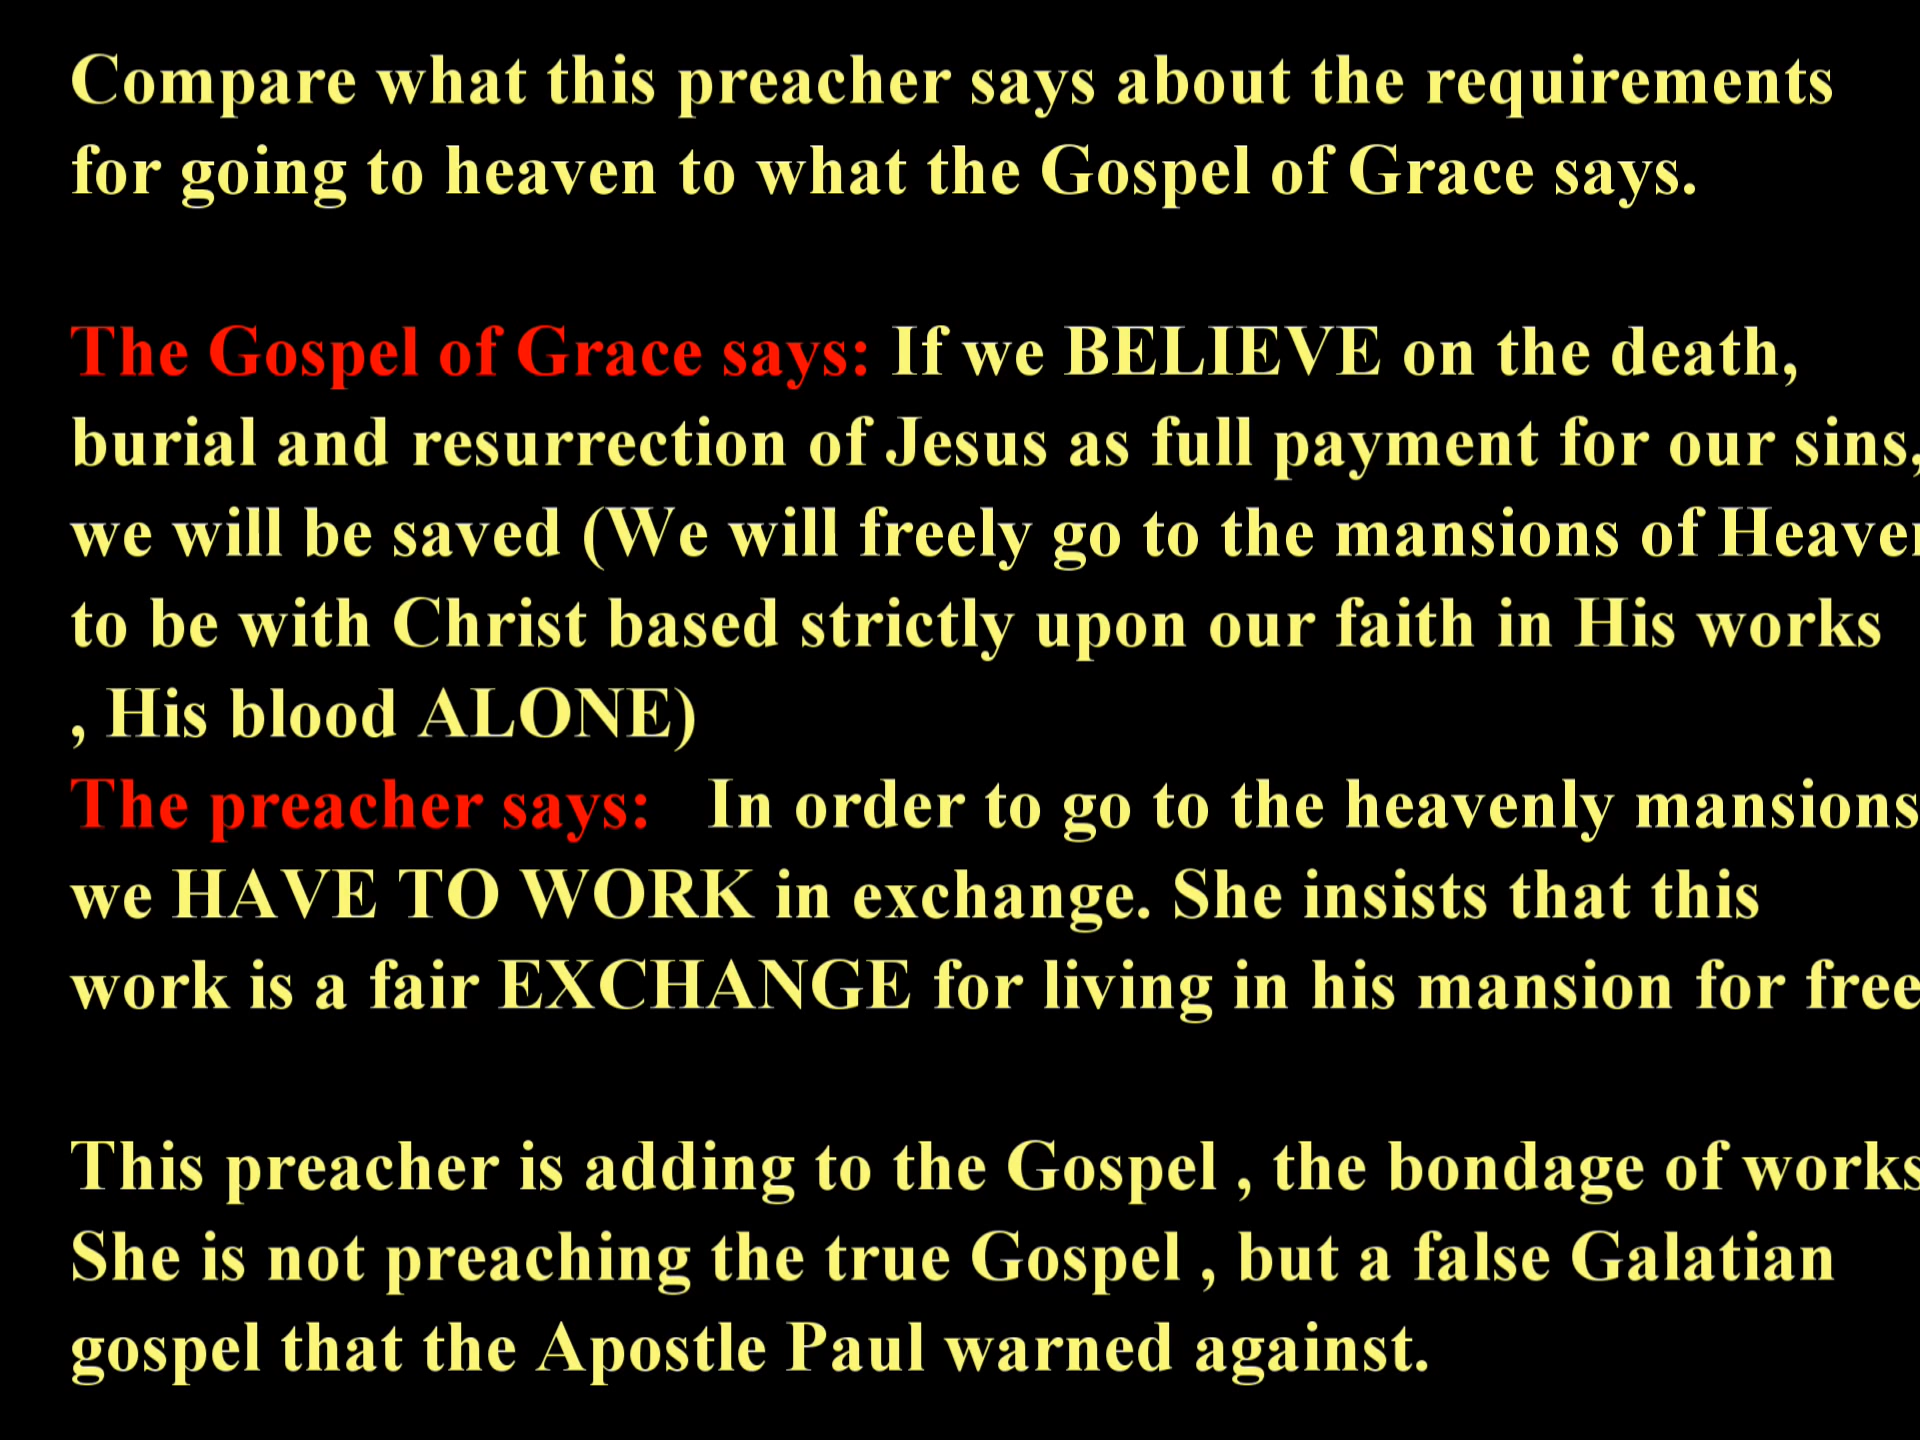 Compare what this preacher says about the requirements
for going to heaven to what the Gospel of Grace says.
The Gospel of Grace says: If we BELIEVE on the death,
burial and resurrection of Jesus as full payment for our sins,
we will be saved (We will freely go to the mansions of Heaven
to be with Christ based strictly upon our faith in His works
, His blood ALONE)
The preacher says: In order to go to the heavenly mansions
we HAVE TO WORK in exchange. She insists that this
work is a fair EXCHANGE for living in his mansion for free
This preacher is adding to the Gospel , the bondage of works
She is not preaching the true Gospel , but a false Galatian
gospel that the Apostle Paul warned against.